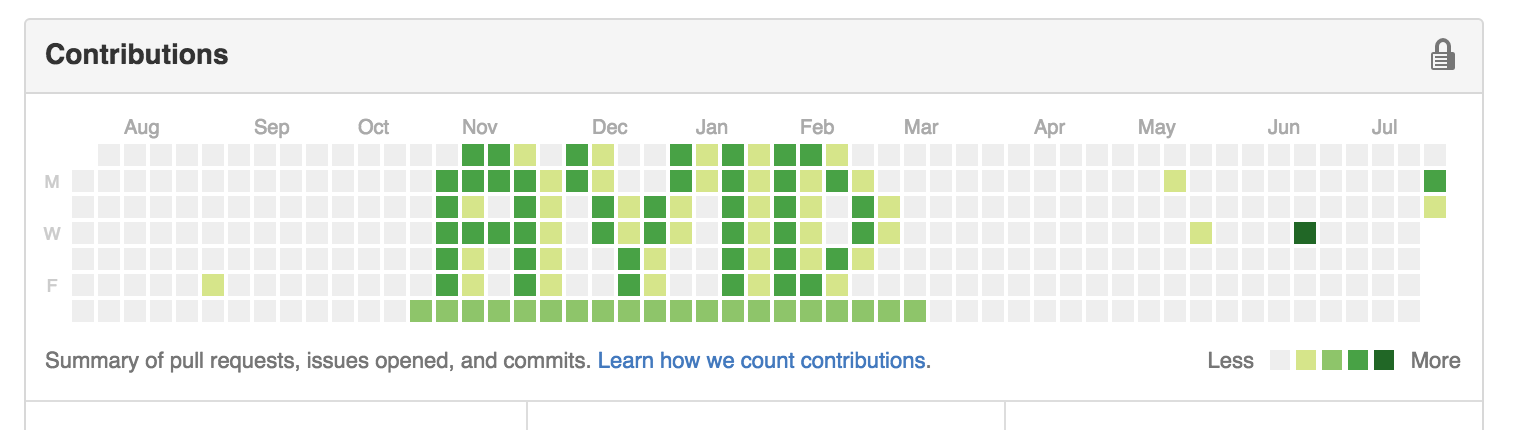 Contributions
Aug Sep Oct Nov Dec Jan Feb Mar Apr May Jun Jul
M
W
F
AVID
Summary of pull requests, issues opened, and commits. Learn how we count contributions.
Less More